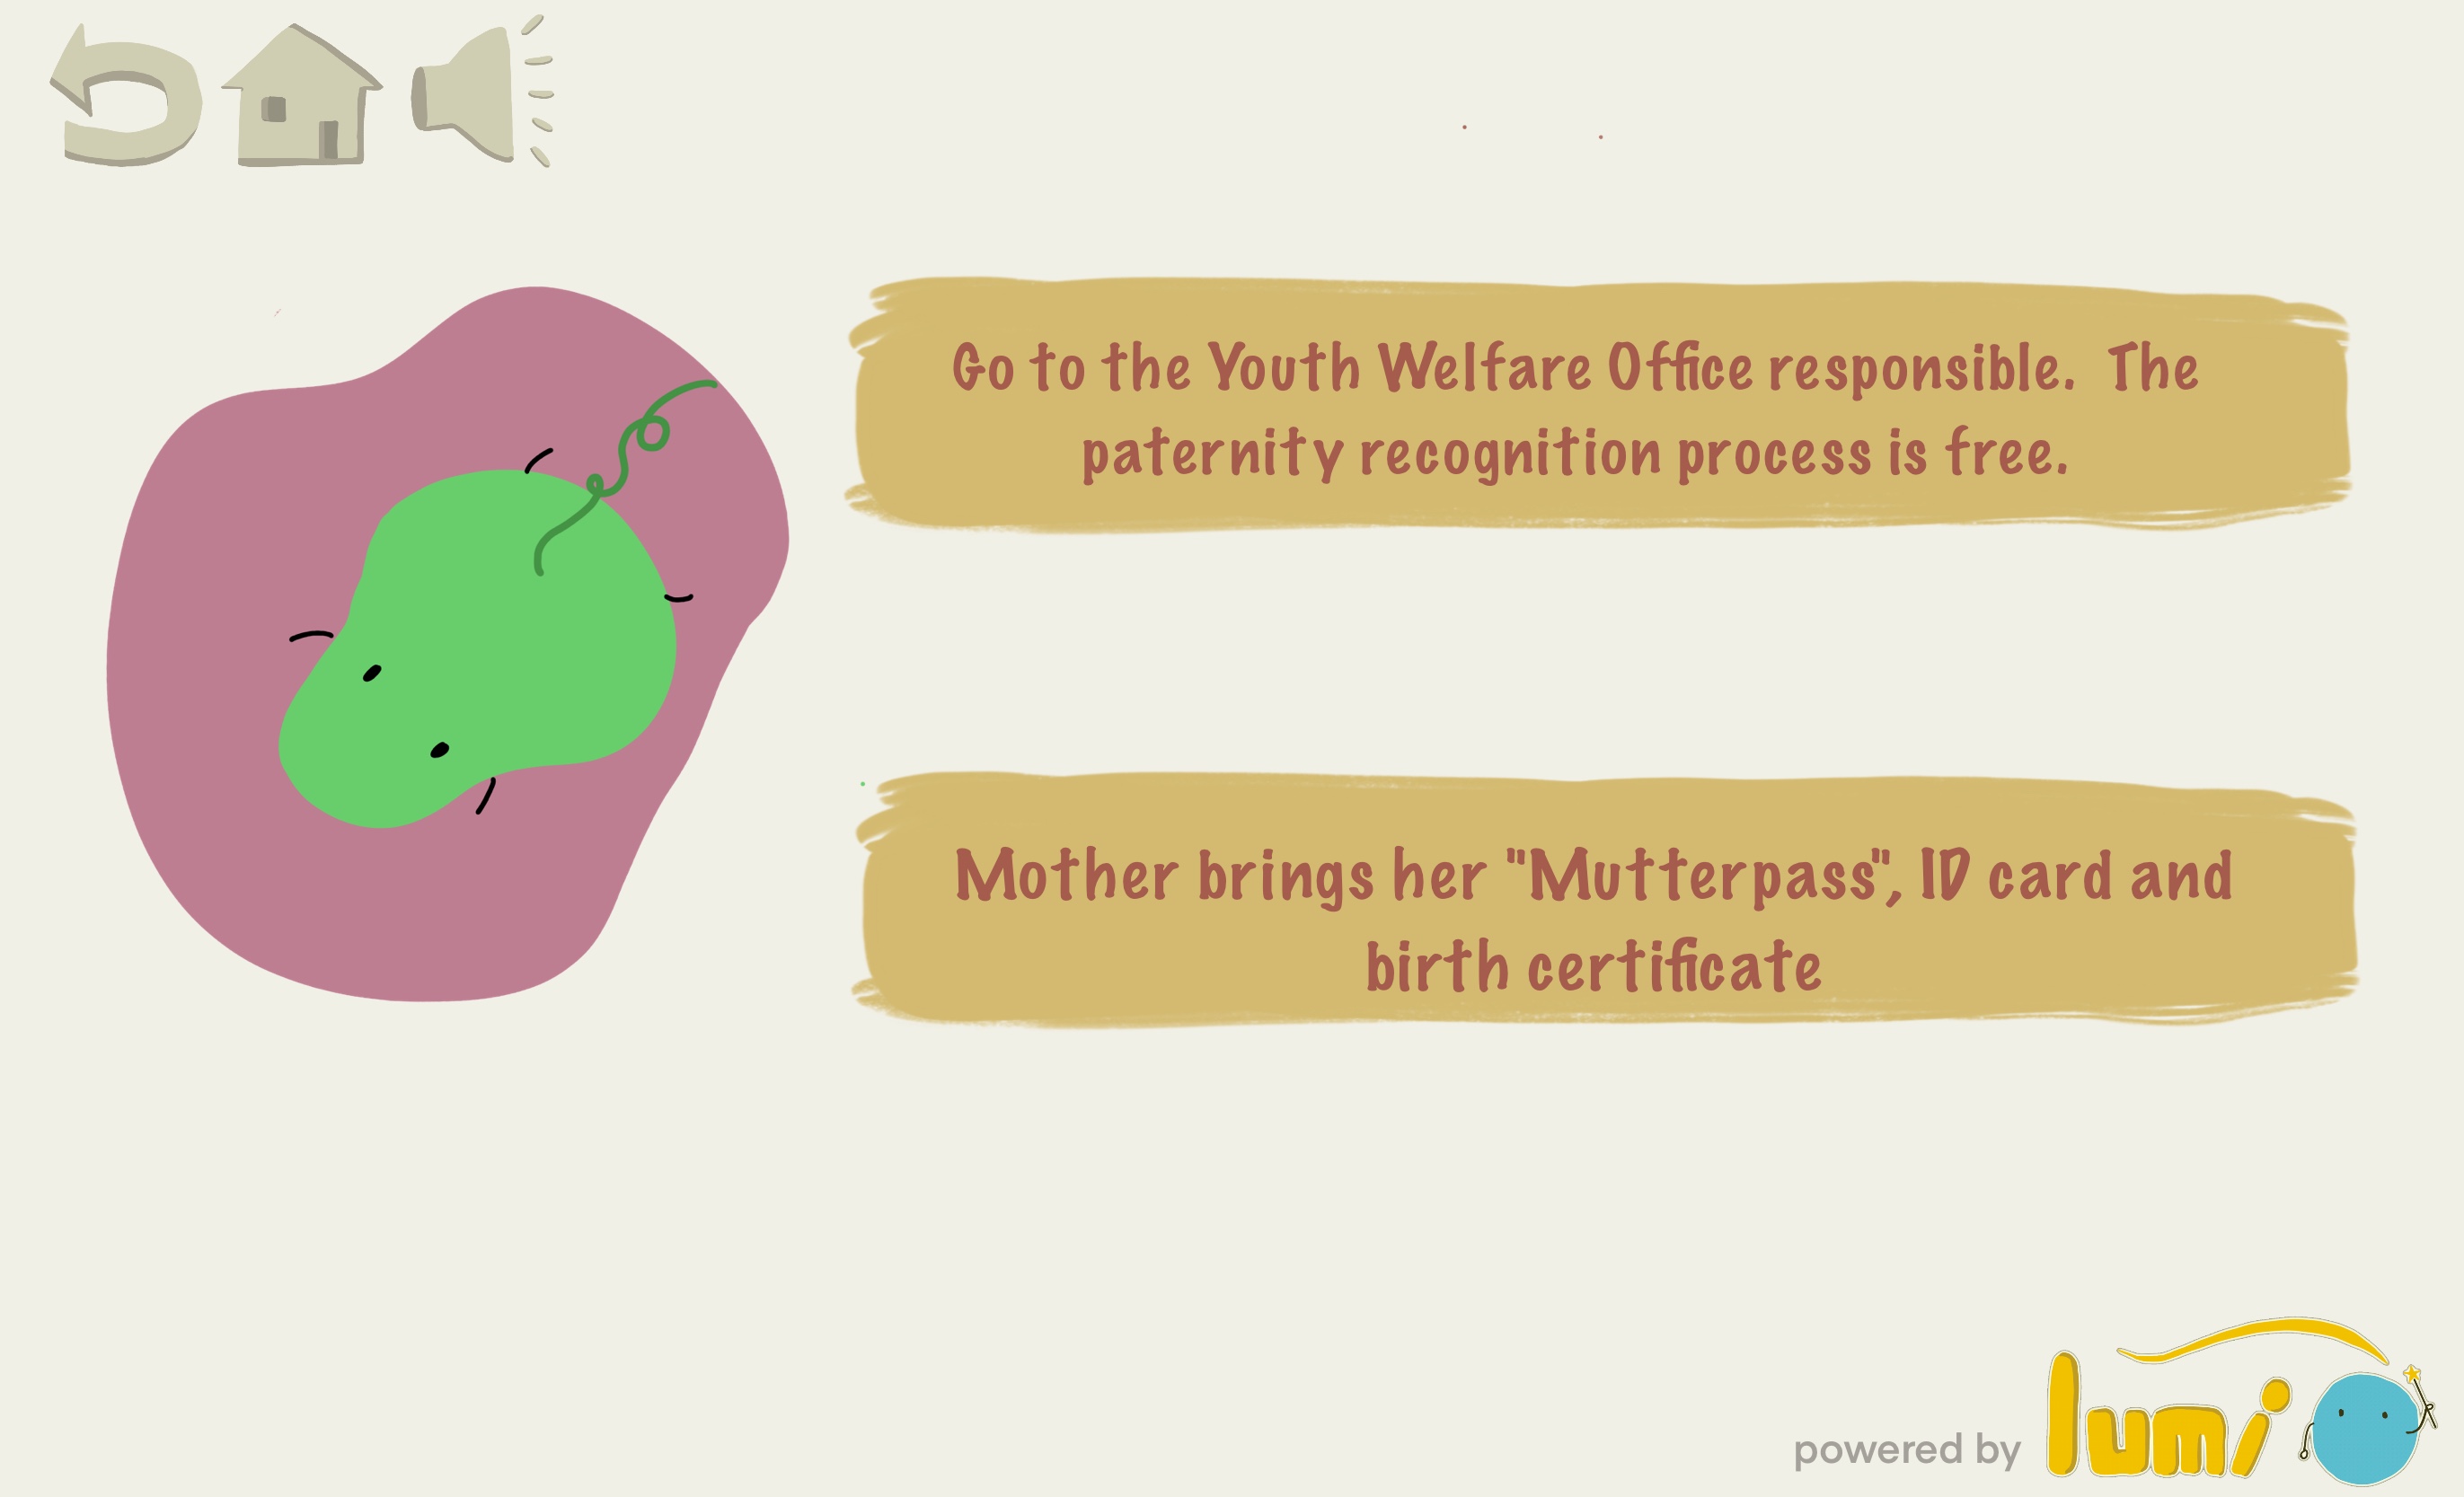 Go to the Youth Welfare Office responsible. The
paternity recognition process is free.
Mother brings her "Mutterpass", ID card and
birth certificate
powered by lumi